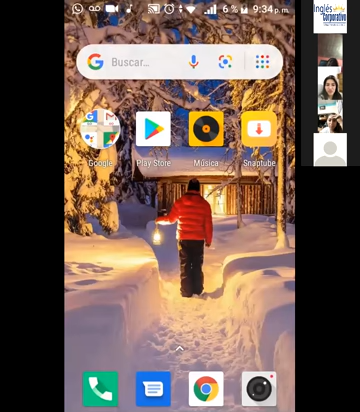 6 % 9:34 p.m.
Inglés
corporativo
Buscar...
Google
Play Store
Música
Snaptube